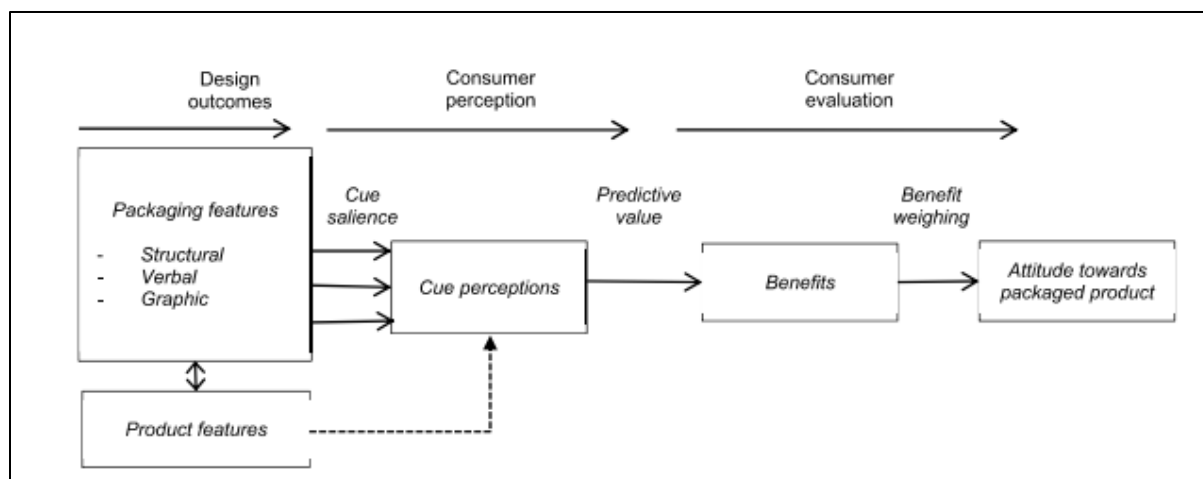 Design
outcomes
Consumer
perception
Consumer
evaluation
Packaging features
- Structural
- Verbal
- Graphic
Cue
salience
Predictive
value
Benefit
weighing
Cue perceptions
Benefits
Attitude towards
packaged product
Product features